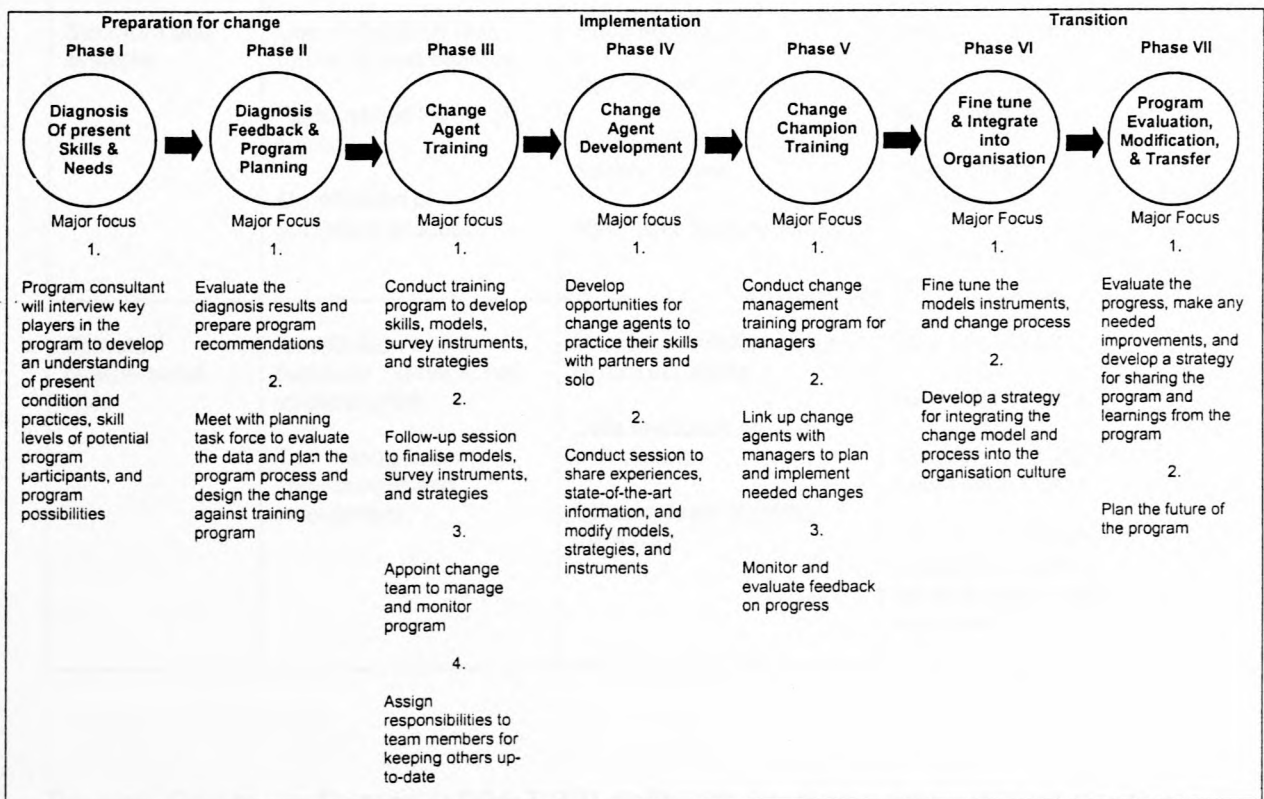 Preparation for change
Implementation
Transition
Phase I
Phase II
Phase III
Phase IV
Phase V
Phase VI
Phase VII
Diagnosis
Of present
Skills &
Needs
Diagnosis
Feedback &
Program
Planning
Change
Agent
Training
Change
Agent
Development
Change
Champion
Training
Fine tune
& Integrate
into
Organisation
Program
Evaluation,
Modification,
& Transfer
Major focus
1.
Program consultant
will interview key
players in the
program to develop
an understanding
of present
condition and
practices, skill
levels of potential
program
participants, and
program
possibilities
Major Focus
1.
Evaluate the
diagnosis results and
prepare program
recommendations
2.
Meet with planning
task force to evaluate
the data and plan the
program process and
design the change
against training
program
Major focus
1.
Conduct training
program to develop
skills, models,
survey instruments,
and strategies
2.
Follow-up session
to finalise models,
survey instruments,
and strategies
3.
Appoint change
team to manage
and monitor
program
4.
Assign
responsibilities to
team members for
keeping others up-
to-date
Major focus
1.
Develop
opportunities for
change agents to
practice their skills
with partners and
solo
2.
Conduct session to
share experiences,
state-of-the-art
information, and
modify models,
strategies, and
instruments
Major Focus
1.
Conduct change
management
training program for
managers
2.
Link up change
agents with
managers to plan
and implement
needed changes
3.
Monitor and
evaluate feedback
on progress
Major Focus
1.
Fine tune the
models instruments,
and change process
2.
Develop a strategy
for integrating the
change model and
process into the
organisation culture
Major Focus
1.
Evaluate the
progress, make any
needed
improvements, and
develop a strategy
for sharing the
program and
learnings from the
program
2.
Plan the future of
the program